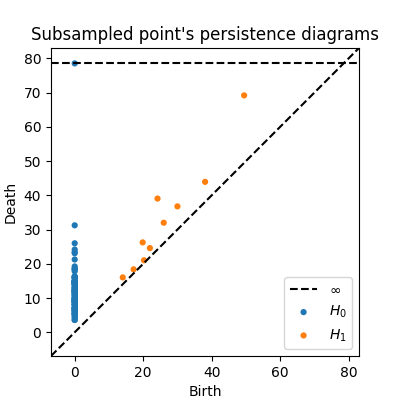 Subsampled point's persistence diagrams
80
70
60
50
40
30
20
10
0
Death
0 20 40 60 80
Birth
∞
H₀
H₁